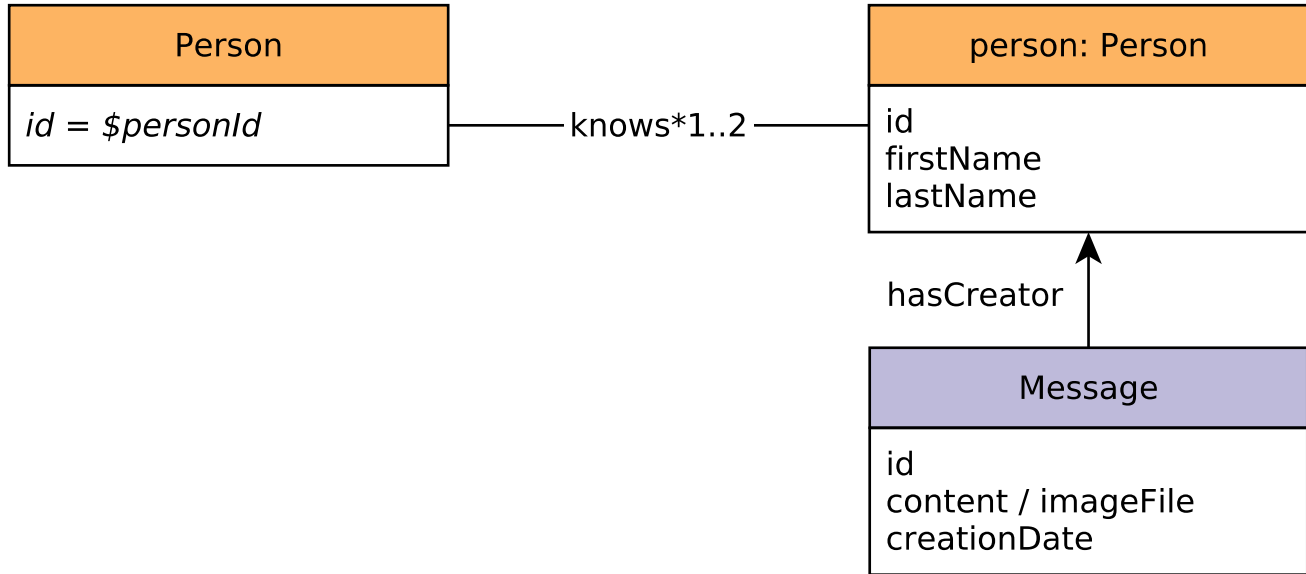 Person
id = $personId
knows*1..2
person: Person
id
firstName
lastName
hasCreator
Message
id
content / imageFile
creationDate